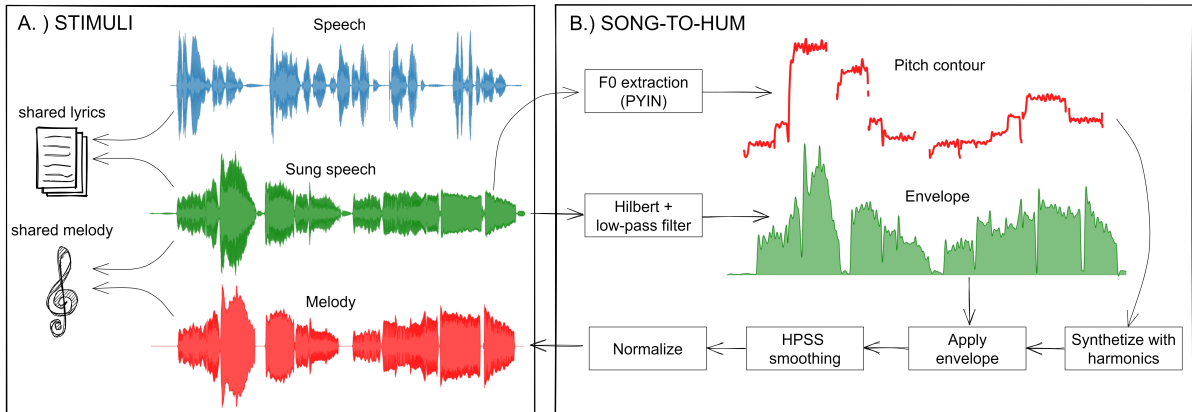 A. ) STIMULI
Speech
shared lyrics
Sung speech
shared melody
Melody
B.) SONG-TO-HUM
F0 extraction
(PYIN)
Pitch contour
Hilbert +
low-pass filter
Envelope
Normalize
HPSS
smoothing
Apply
envelope
Synthetize with
harmonics